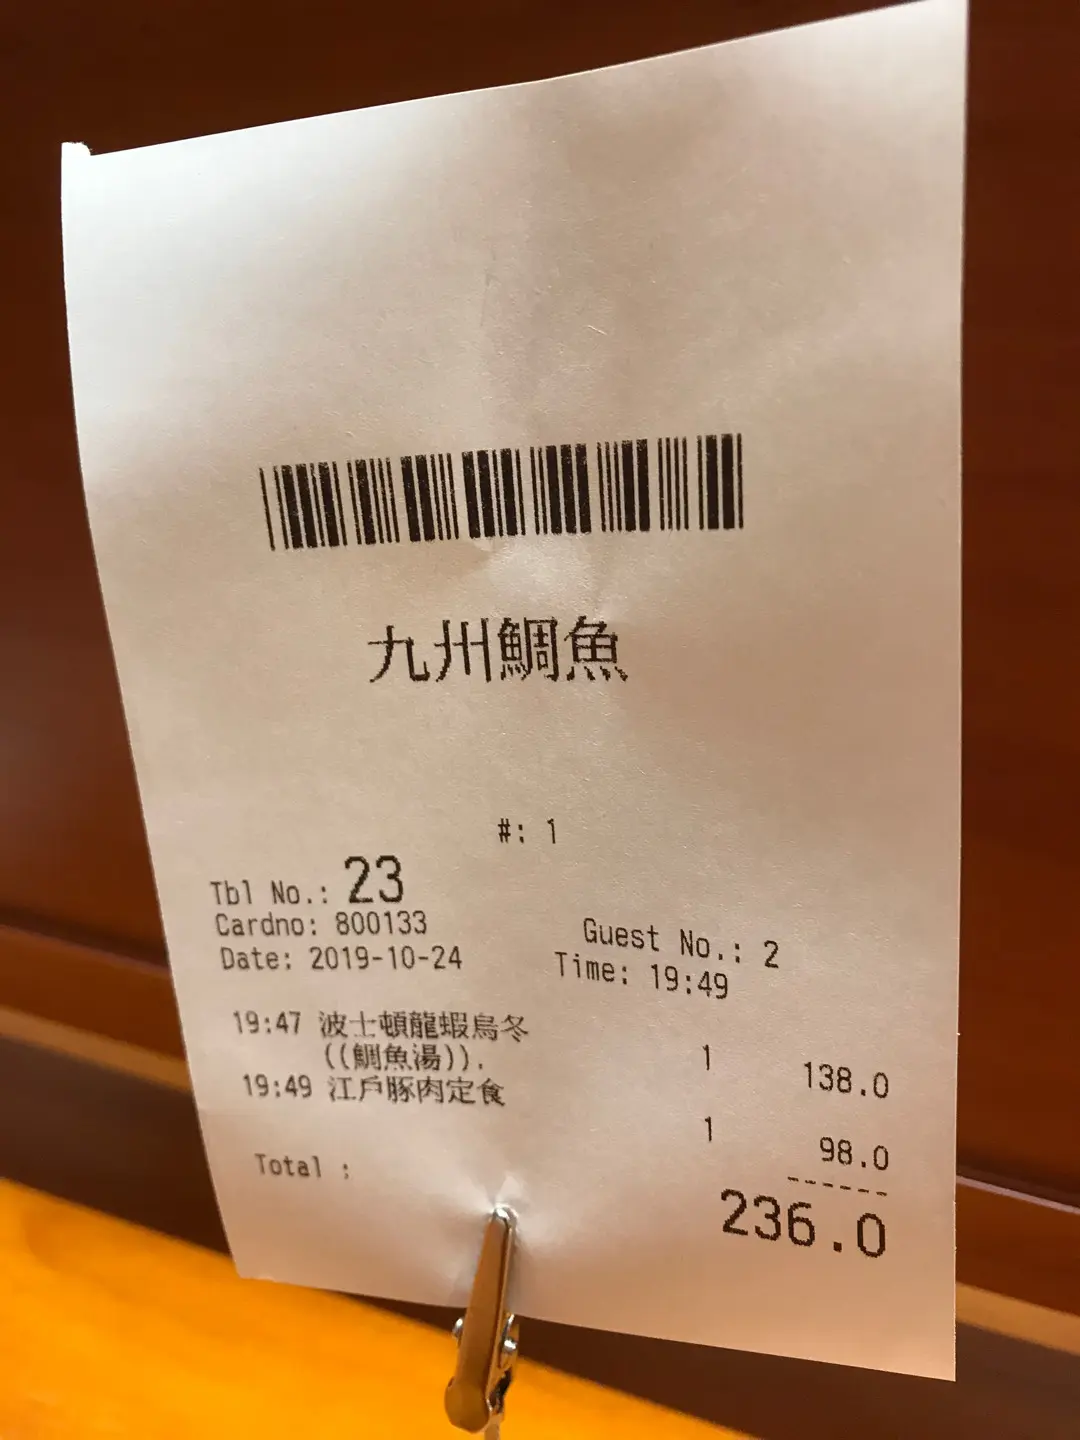 九州鯛魚
#: 1
Tbl No.: 23
Cardno: 800133 Guest No.: 2
Date: 2019-10-24 Time: 19:49
19:47 波士頓龍蝦烏冬
((鯛魚湯)). 1 138.0
19:49 江戶豚肉定食
1 98.0
------
Total : 236.0